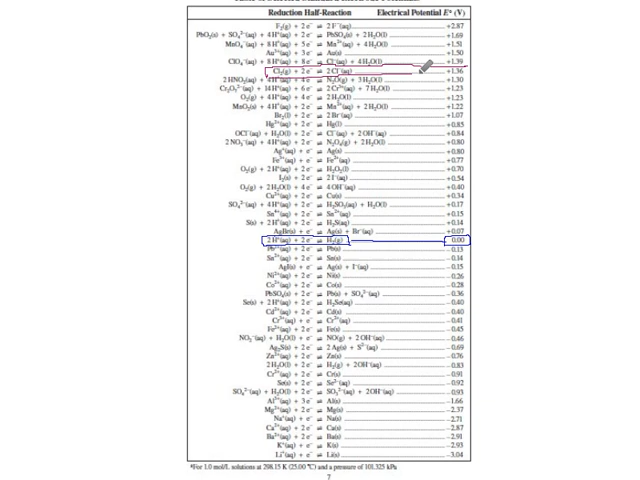 Reduction Half-Reaction Electrical Potential E° (V)
F₂(g) + 2 e⁻ ⇌ 2 F⁻(aq) +2.87
PbO₂(s) + SO₄²⁻(aq) + 4 H⁺(aq) + 2 e⁻ ⇌ PbSO₄(s) + 2 H₂O(l) +1.69
MnO₄⁻(aq) + 8 H⁺(aq) + 5 e⁻ ⇌ Mn²⁺(aq) + 4 H₂O(l) +1.51
Au³⁺(aq) + 3 e⁻ ⇌ Au(s) +1.50
ClO₄⁻(aq) + 8 H⁺(aq) + 8 e⁻ ⇌ Cl⁻(aq) + 4 H₂O(l) +1.39
Cl₂(g) + 2 e⁻ ⇌ 2 Cl⁻(aq) +1.36
2 HNO₂(aq) + 4 H⁺(aq) + 4 e⁻ ⇌ N₂O(g) + 3 H₂O(l) +1.30
Cr₂O₇²⁻(aq) + 14 H⁺(aq) + 6 e⁻ ⇌ 2 Cr³⁺(aq) + 7 H₂O(l) +1.23
O₂(g) + 4 H⁺(aq) + 4 e⁻ ⇌ 2 H₂O(l) +1.23
MnO₂(s) + 4 H⁺(aq) + 2 e⁻ ⇌ Mn²⁺(aq) + 2 H₂O(l) +1.22
Br₂(l) + 2 e⁻ ⇌ 2 Br⁻(aq) +1.07
Hg²⁺(aq) + 2 e⁻ ⇌ Hg(l) +0.85
OCl⁻(aq) + H₂O(l) + 2 e⁻ ⇌ Cl⁻(aq) + 2 OH⁻(aq) +0.84
2 NO₃⁻(aq) + 4 H⁺(aq) + 2 e⁻ ⇌ N₂O₄(g) + 2 H₂O(l) +0.80
Ag⁺(aq) + e⁻ ⇌ Ag(s) +0.80
Fe³⁺(aq) + e⁻ ⇌ Fe²⁺(aq) +0.77
O₂(g) + 2 H⁺(aq) + 2 e⁻ ⇌ H₂O₂(l) +0.70
I₂(s) + 2 e⁻ ⇌ 2 I⁻(aq) +0.54
O₂(g) + 2 H₂O(l) + 4 e⁻ ⇌ 4 OH⁻(aq) +0.40
Cu²⁺(aq) + 2 e⁻ ⇌ Cu(s) +0.34
SO₄²⁻(aq) + 4 H⁺(aq) + 2 e⁻ ⇌ H₂SO₃(aq) + H₂O(l) +0.17
Sn⁴⁺(aq) + 2 e⁻ ⇌ Sn²⁺(aq) +0.15
S(s) + 2 H⁺(aq) + 2 e⁻ ⇌ H₂S(aq) +0.14
AgBr(s) + e⁻ ⇌ Ag(s) + Br⁻(aq) +0.07
2 H⁺(aq) + 2 e⁻ ⇌ H₂(g) 0.00
Pb²⁺(aq) + 2 e⁻ ⇌ Pb(s) -0.13
Sn²⁺(aq) + 2 e⁻ ⇌ Sn(s) -0.14
AgI(s) + e⁻ ⇌ Ag(s) + I⁻(aq) -0.15
Ni²⁺(aq) + 2 e⁻ ⇌ Ni(s) -0.26
Co²⁺(aq) + 2 e⁻ ⇌ Co(s) -0.28
PbSO₄(s) + 2 e⁻ ⇌ Pb(s) + SO₄²⁻(aq) -0.36
Se(s) + 2 H⁺(aq) + 2 e⁻ ⇌ H₂Se(aq) -0.40
Cd²⁺(aq) + 2 e⁻ ⇌ Cd(s) -0.40
Cr³⁺(aq) + e⁻ ⇌ Cr²⁺(aq) -0.41
Fe²⁺(aq) + 2 e⁻ ⇌ Fe(s) -0.45
NO₂⁻(aq) + H₂O(l) + e⁻ ⇌ NO(g) + 2 OH⁻(aq) -0.46
Ag₂S(s) + 2 e⁻ ⇌ 2 Ag(s) + S²⁻(aq) -0.69
Zn²⁺(aq) + 2 e⁻ ⇌ Zn(s) -0.76
2 H₂O(l) + 2 e⁻ ⇌ H₂(g) + 2 OH⁻(aq) -0.83
Cr²⁺(aq) + 2 e⁻ ⇌ Cr(s) -0.91
Se(s) + 2 e⁻ ⇌ Se²⁻(aq) -0.92
SO₄²⁻(aq) + H₂O(l) + 2 e⁻ ⇌ SO₃²⁻(aq) + 2 OH⁻(aq) -0.93
Al³⁺(aq) + 3 e⁻ ⇌ Al(s) -1.66
Mg²⁺(aq) + 2 e⁻ ⇌ Mg(s) -2.37
Na⁺(aq) + e⁻ ⇌ Na(s) -2.71
Ca²⁺(aq) + 2 e⁻ ⇌ Ca(s) -2.87
Ba²⁺(aq) + 2 e⁻ ⇌ Ba(s) -2.91
K⁺(aq) + e⁻ ⇌ K(s) -2.93
Li⁺(aq) + e⁻ ⇌ Li(s) -3.04
*For 1.0 mol/L solutions at 298.15 K (25.00 °C) and a pressure of 101.325 kPa
7